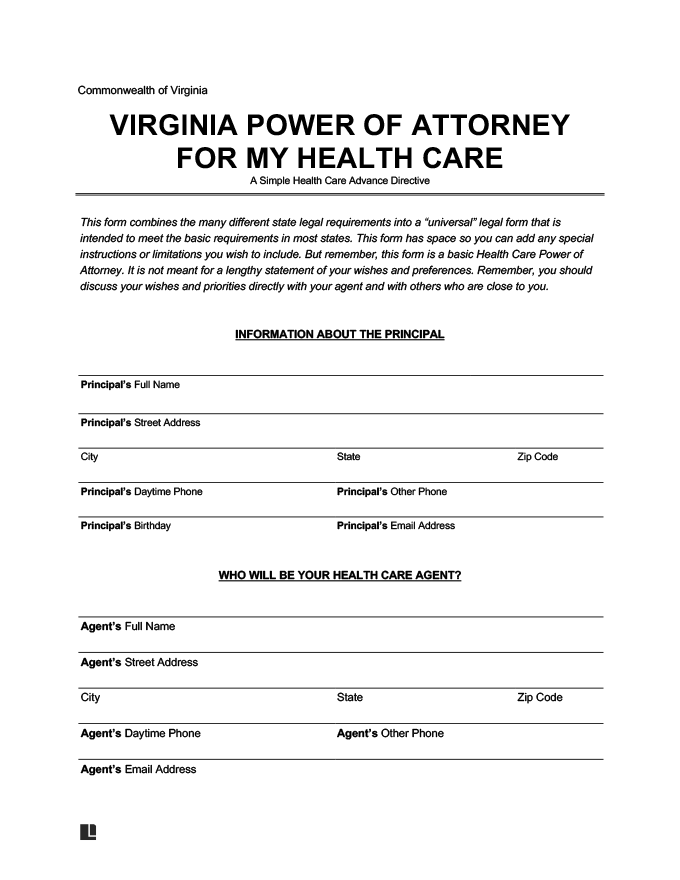 Commonwealth of Virginia
VIRGINIA POWER OF ATTORNEY
FOR MY HEALTH CARE
A Simple Health Care Advance Directive
This form combines the many different state legal requirements into a “universal” legal form that is
intended to meet the basic requirements in most states. This form has space so you can add any special
instructions or limitations you wish to include. But remember, this form is a basic Health Care Power of
Attorney. It is not meant for a lengthy statement of your wishes and preferences. Remember, you should
discuss your wishes and priorities directly with your agent and with others who are close to you.
INFORMATION ABOUT THE PRINCIPAL
Principal’s Full Name
Principal’s Street Address
City State Zip Code
Principal’s Daytime Phone Principal’s Other Phone
Principal’s Birthday Principal’s Email Address
WHO WILL BE YOUR HEALTH CARE AGENT?
Agent’s Full Name
Agent’s Street Address
City State Zip Code
Agent’s Daytime Phone Agent’s Other Phone
Agent’s Email Address